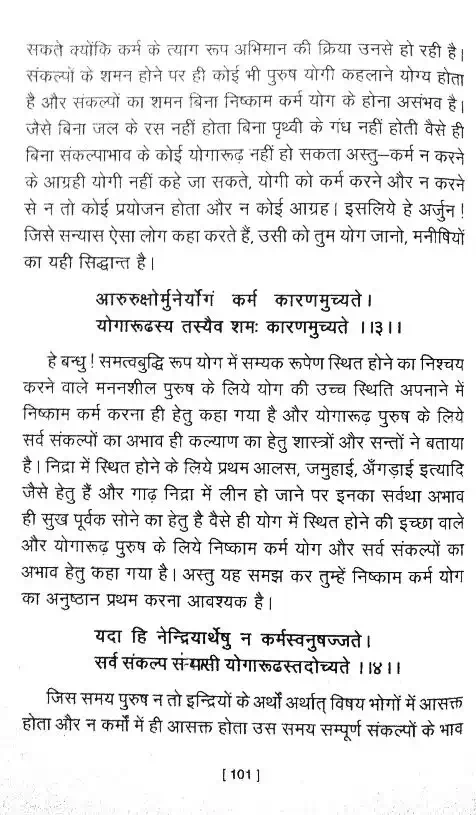 सकते क्योंकि कर्म के त्याग रूप अभिमान की क्रिया उनसे हो रही है।
संकल्पों के शमन होने पर ही कोई भी पुरुष योगी कहलाने योग्य होता
है और संकल्पों का शमन बिना निष्काम कर्म योग के होना असंभव है।
जैसे बिना जल के रस नहीं होता बिना पृथ्वी के गंध नहीं होती वैसे ही
बिना संकल्पाभाव के कोई योगारूढ़ नहीं हो सकता अस्तु–कर्म न करने
के आग्रही योगी नहीं कहे जा सकते, योगी को कर्म करने और न करने
से न तो कोई प्रयोजन होता और न कोई आग्रह। इसलिये हे अर्जुन!
जिसे सन्यास ऐसा लोग कहा करते हैं, उसी को तुम योग जानो, मनीषियों
का यही सिद्धान्त है।
आरुरुक्षोर्मुनेर्योगं कर्म कारणमुच्यते।
योगारूढस्य तस्यैव शमः कारणमुच्यते ।।३।।
हे बन्धु! समत्वबुद्धि रूप योग में सम्यक रूपेण स्थित होने का निश्चय
करने वाले मननशील पुरुष के लिये योग की उच्च स्थिति अपनाने में
निष्काम कर्म करना ही हेतु कहा गया है और योगारूढ़ पुरुष के लिये
सर्व संकल्पों का अभाव ही कल्याण का हेतु शास्त्रों और सन्तों ने बताया
है। निद्रा में स्थित होने के लिये प्रथम आलस, जमुहाई, अँगड़ाई इत्यादि
जैसे हेतु हैं और गाढ़ निद्रा में लीन हो जाने पर इनका सर्वथा अभाव
ही सुख पूर्वक सोने का हेतु है वैसे ही योग में स्थित होने की इच्छा वाले
और योगारूढ़ पुरुष के लिये निष्काम कर्म योग और सर्व संकल्पों का
अभाव हेतु कहा गया है। अस्तु यह समझ कर तुम्हें निष्काम कर्म योग
का अनुष्ठान प्रथम करना आवश्यक है।
यदा हि नेन्द्रियार्थेषु न कर्मस्वनुषज्जते।
सर्व संकल्प संन्यासी योगारूढस्तदोच्यते ।।४।।
जिस समय पुरुष न तो इन्द्रियों के अर्थों अर्थात् विषय भोगों में आसक्त
होता और न कर्मों में ही आसक्त होता उस समय सम्पूर्ण संकल्पों के भाव
[ 101 ]